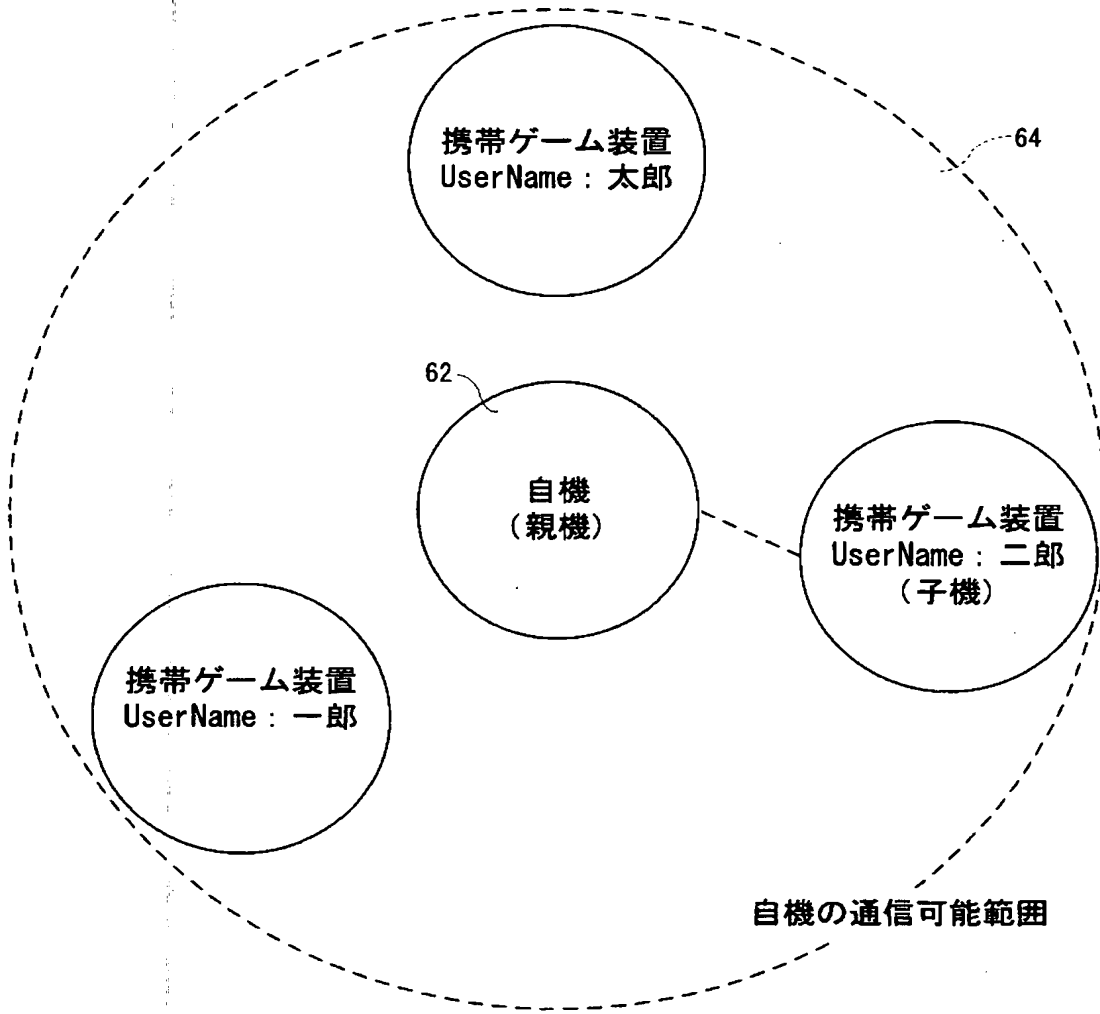 携帯ゲーム装置
UserName：太郎
64
62
自機
（親機）
携帯ゲーム装置
UserName：二郎
（子機）
携帯ゲーム装置
UserName：一郎
自機の通信可能範囲